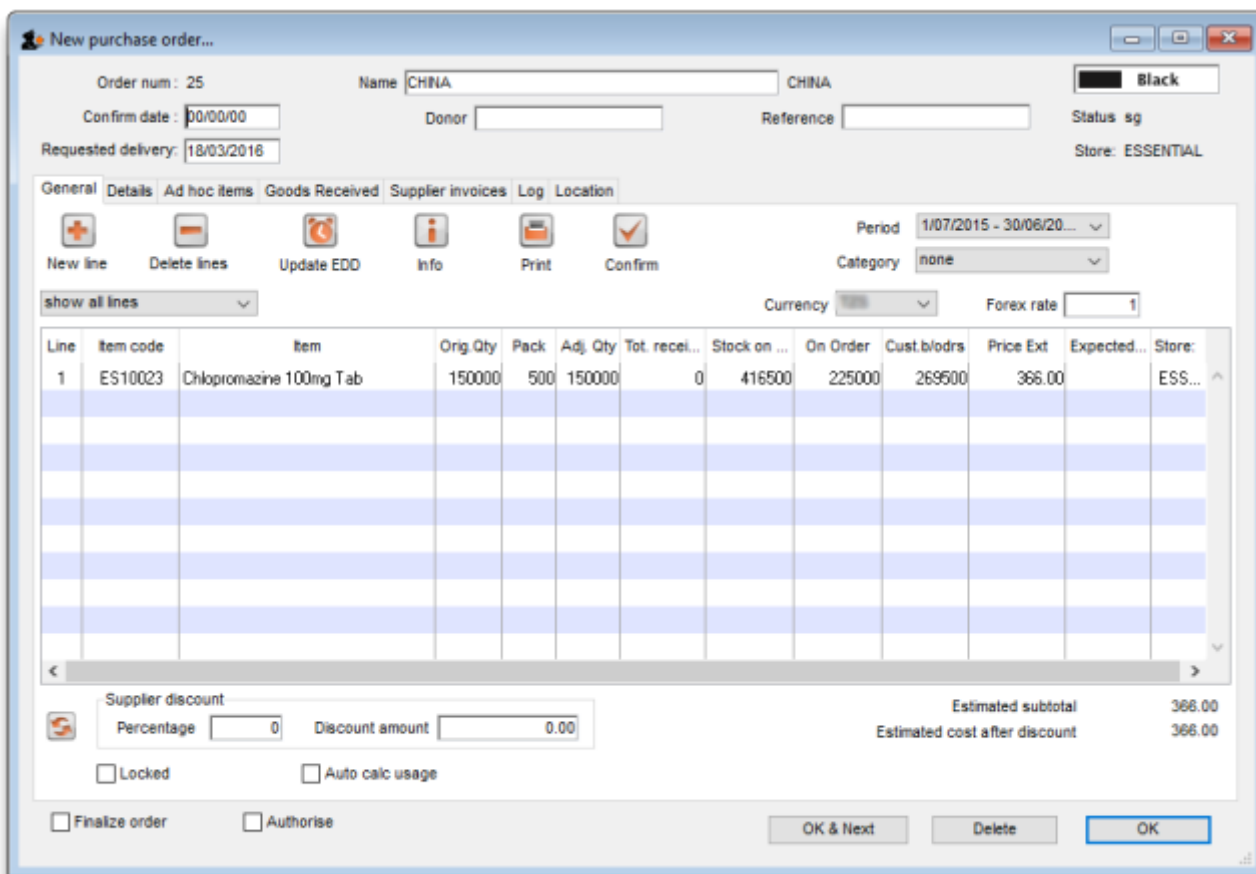 New purchase order...
Order num : 25 Name CHINA CHINA Black
Confirm date : 00/00/00 Donor Reference Status sg
Requested delivery: 18/03/2016 Store: ESSENTIAL
General Details Ad hoc items Goods Received Supplier invoices Log Location
New line Delete lines Update EDD Info Print Confirm
Period 1/07/2015 - 30/06/20...
Category none
show all lines Currency Forex rate 1
Line Item code Item Orig.Qty Pack Adj. Qty Tot. recei... Stock on ... On Order Cust.b/odrs Price Ext Expected... Store:
1 ES10023 Chlopromazine 100mg Tab 150000 500 150000 0 416500 225000 269500 366.00 ESS...
Supplier discount
Percentage 0 Discount amount 0.00
Estimated subtotal 366.00
Estimated cost after discount 366.00
Locked Auto calc usage
Finalize order Authorise OK & Next Delete OK